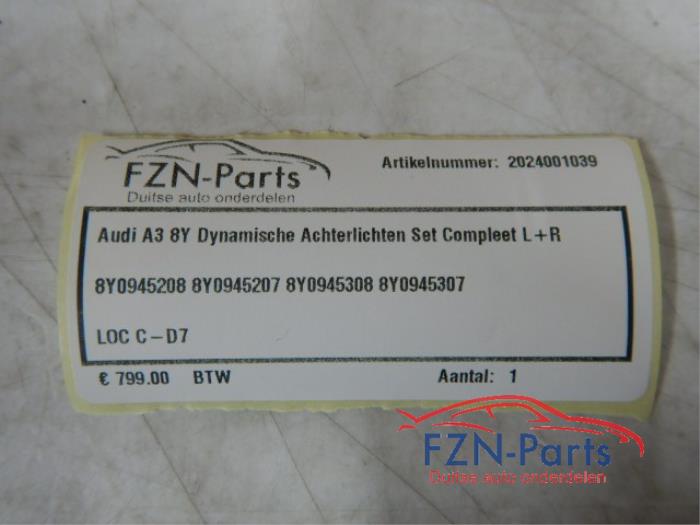 FZN-Parts
Duitse auto onderdelen
Artikelnummer: 2024001039
Audi A3 8Y Dynamische Achterlichten Set Compleet L+R
8Y0945208 8Y0945207 8Y0945308 8Y0945307
LOC C-D7
€ 799.00 BTW Aantal: 1
FZN-Parts
Duitse auto onderdelen